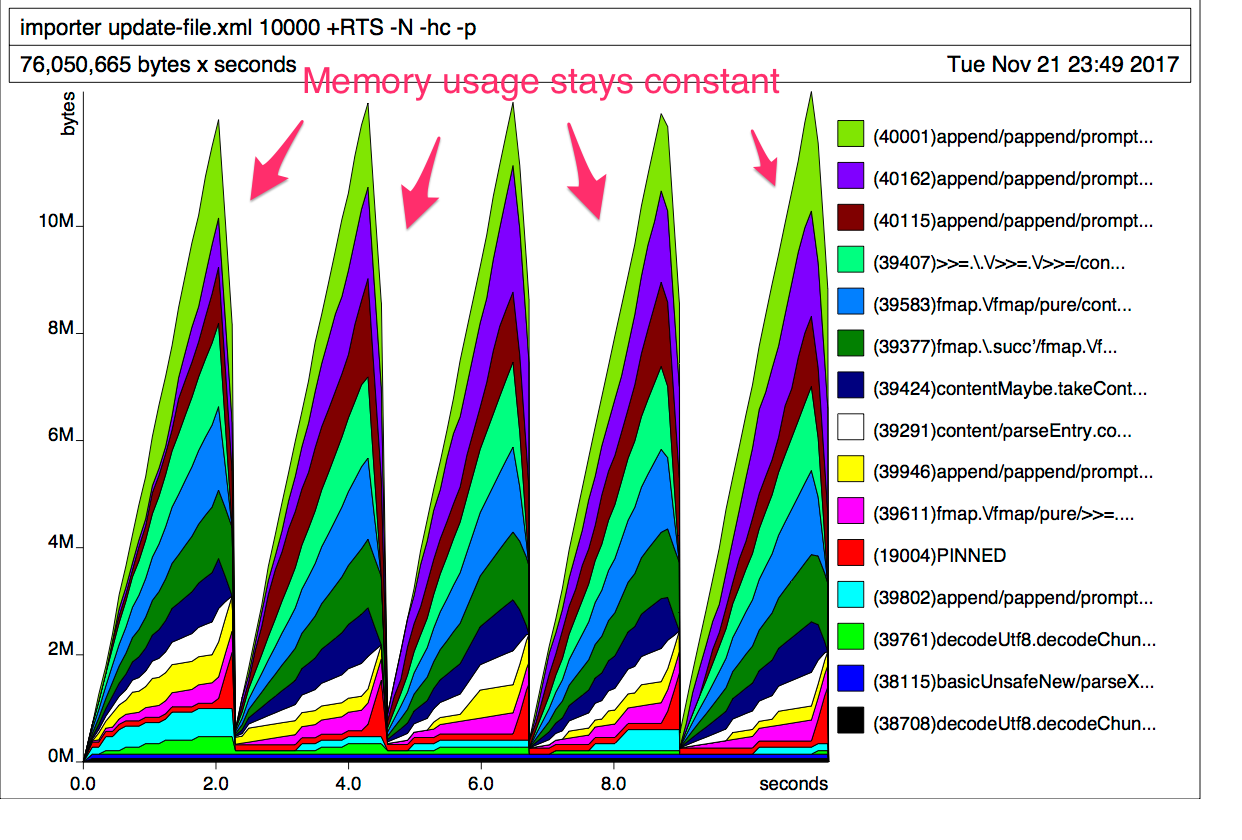 importer update-file.xml 10000 +RTS -N -hc -p
76,050,665 bytes x seconds
Tue Nov 21 23:49 2017
Memory usage stays constant
bytes
10M
8M
6M
4M
2M
0M
0.0 2.0 4.0 6.0 8.0 seconds
(40001)append/pappend/prompt...
(40162)append/pappend/prompt...
(40115)append/pappend/prompt...
(39407)>>=.\.\/>>=.\/>>=/con...
(39583)fmap.\/fmap/pure/cont...
(39377)fmap.\.succ'/fmap.\/f...
(39424)contentMaybe.takeCont...
(39291)content/parseEntry.co...
(39946)append/pappend/prompt...
(39611)fmap.\/fmap/pure/>>=....
(19004)PINNED
(39802)append/pappend/prompt...
(39761)decodeUtf8.decodeChun...
(38115)basicUnsafeNew/parseX...
(38708)decodeUtf8.decodeChun...